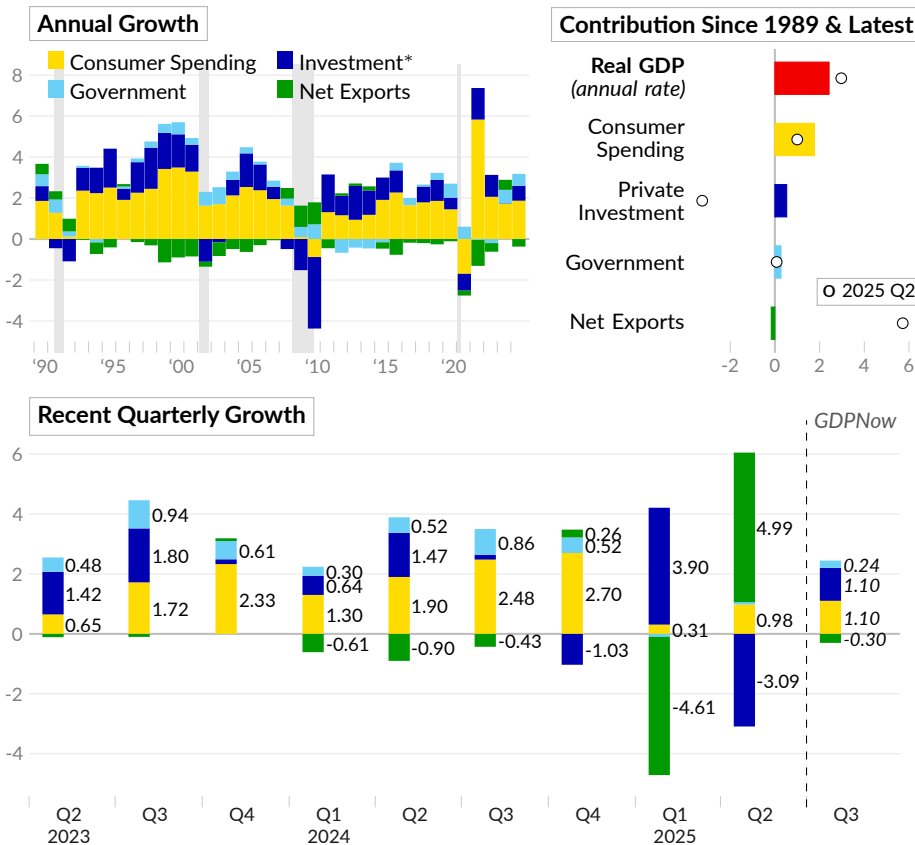 Annual Growth
Consumer Spending
Investment*
Government
Net Exports
8
6
4
2
0
-2
-4
‘90
‘95
‘00
‘05
‘10
‘15
‘20
Contribution Since 1989 & Latest
Real GDP
(annual rate)
Consumer
Spending
Private
Investment
Government
Net Exports
2025 Q2
-2
0
2
4
6
Recent Quarterly Growth
GDPNow
6
4
2
0
-2
-4
0.48
1.42
0.65
0.94
1.80
1.72
0.61
2.33
0.30
0.64
1.30
-0.61
0.52
1.47
1.90
-0.90
0.86
2.48
-0.43
0.26
0.52
2.70
-1.03
3.90
0.31
-4.61
4.99
0.98
-3.09
0.24
1.10
1.10
-0.30
Q2
2023
Q3
Q4
Q1
2024
Q2
Q3
Q4
Q1
2025
Q2
Q3